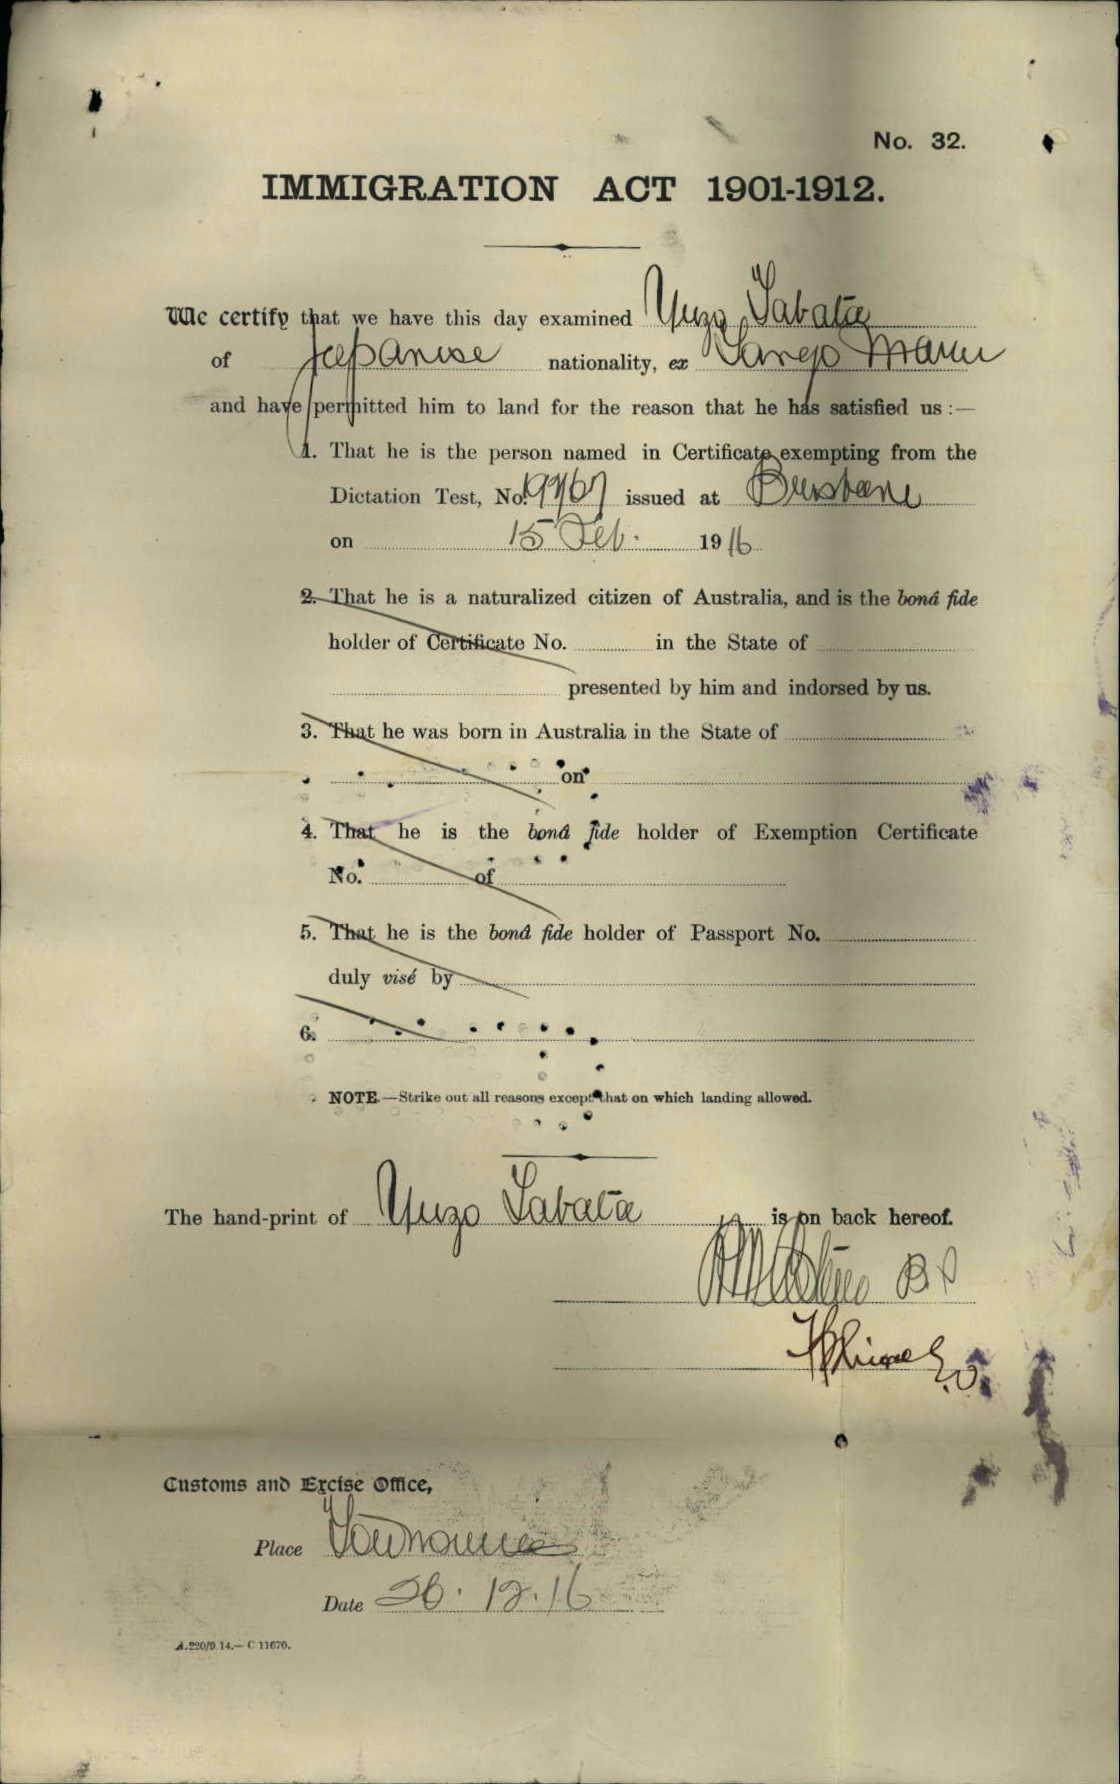 No. 32.
IMMIGRATION ACT 1901-1912.
We certify that we have this day examined Yuzo Tabata
of Japanese nationality, ex Tango Maru
and have permitted him to land for the reason that he has satisfied us :—
1. That he is the person named in Certificate exempting from the
Dictation Test, No. issued at Brisbane
on 15 Feb. 1916
2. That he is a naturalized citizen of Australia, and is the bonâ fide
holder of Certificate No. in the State of
presented by him and indorsed by us.
3. That he was born in Australia in the State of
on
4. That he is the bonâ fide holder of Exemption Certificate
No. of
5. That he is the bonâ fide holder of Passport No.
duly visé by
6.
NOTE.—Strike out all reasons except that on which landing allowed.
The hand-print of Yuzo Tabata is on back hereof.
Customs and Excise Office,
Place Townsville
Date 26.12.16
A.220/9.14.—C 11670.